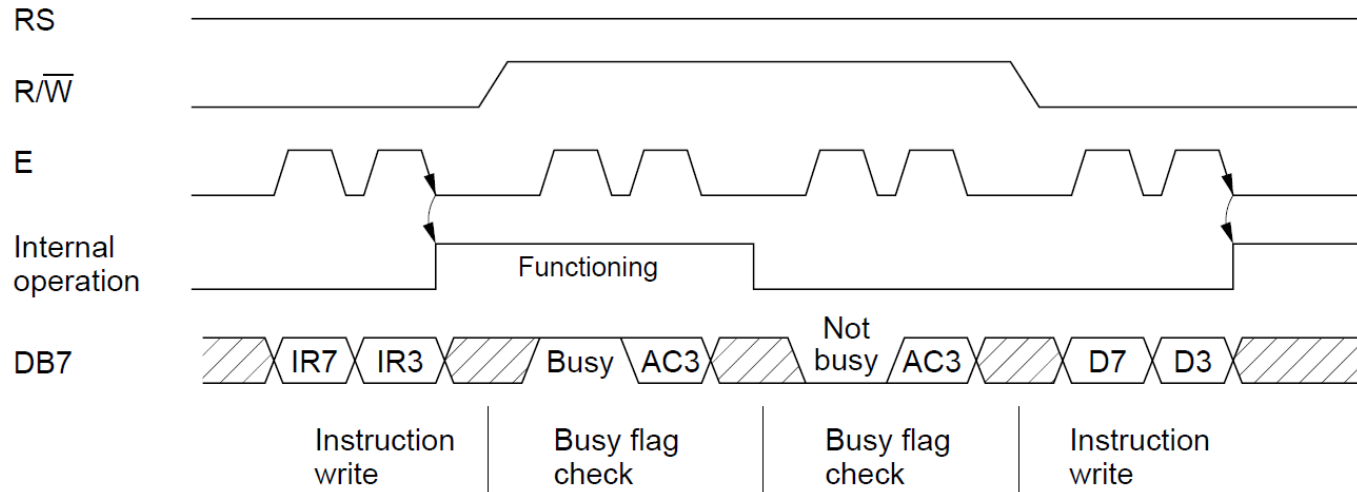 RS
R/W̅
E
Internal
operation
Functioning
DB7
IR7
IR3
Busy
AC3
Not
busy
AC3
D7
D3
Instruction
write
Busy flag
check
Busy flag
check
Instruction
write